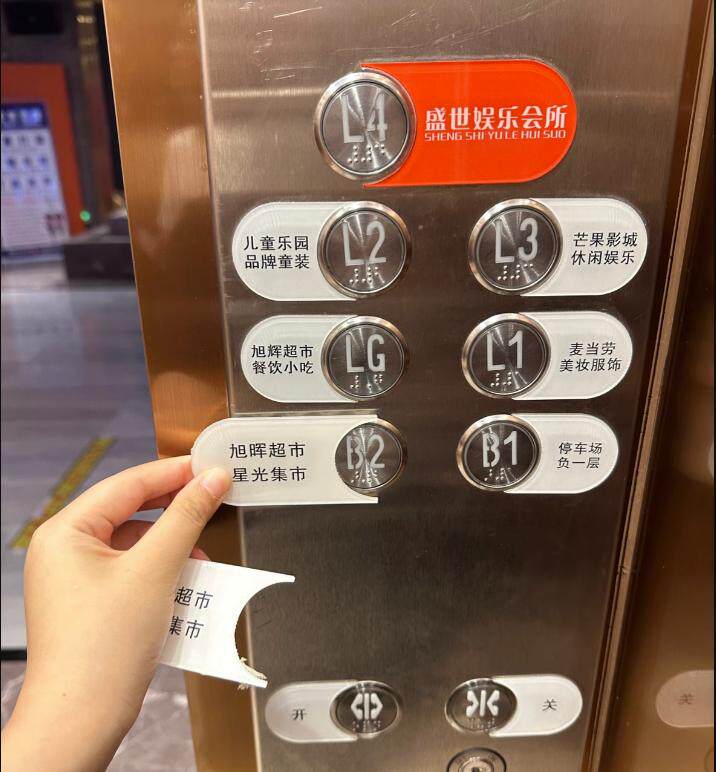 L4
盛世娱乐会所
SHENG SHI YU LE HUI SUO
儿童乐园
品牌童装
L2
L3
芒果影城
休闲娱乐
旭辉超市
餐饮小吃
LG
L1
麦当劳
美妆服饰
旭晖超市
星光集市
B2
B1
停车场
负一层
超市
集市
开
关
关